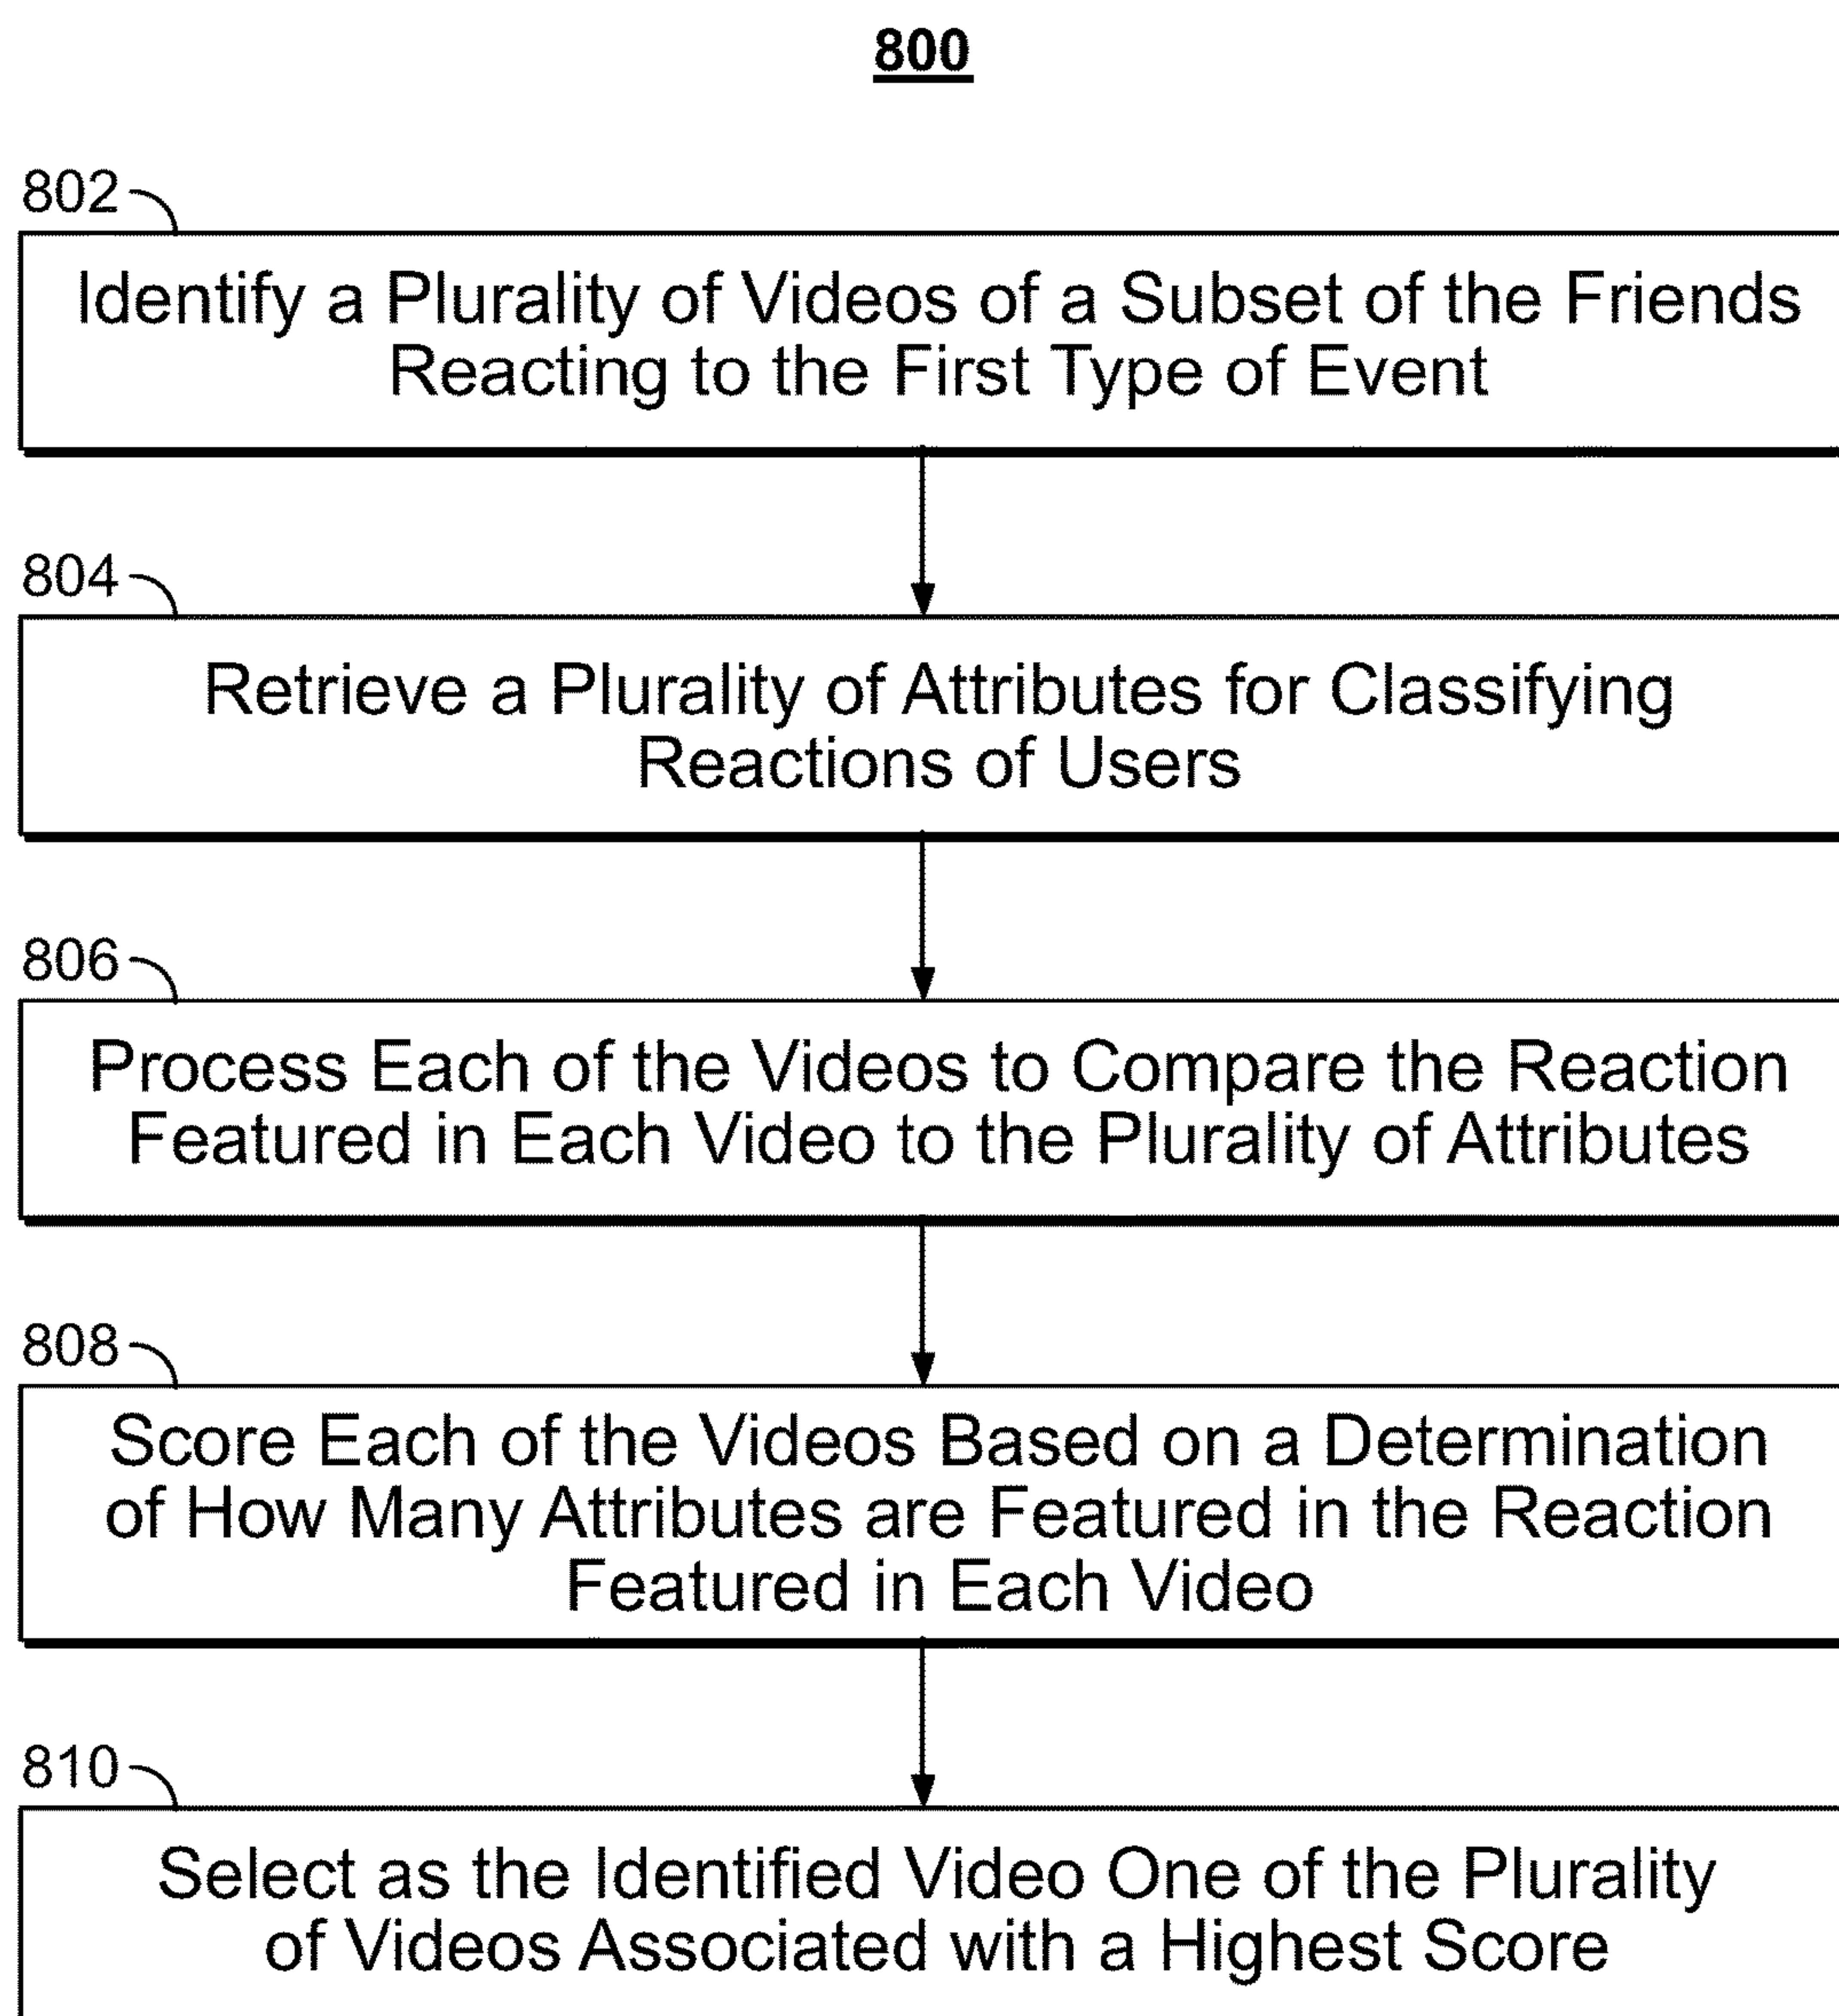 800
802
Identify a Plurality of Videos of a Subset of the Friends
Reacting to the First Type of Event
804
Retrieve a Plurality of Attributes for Classifying
Reactions of Users
806
Process Each of the Videos to Compare the Reaction
Featured in Each Video to the Plurality of Attributes
808
Score Each of the Videos Based on a Determination
of How Many Attributes are Featured in the Reaction
Featured in Each Video
810
Select as the Identified Video One of the Plurality
of Videos Associated with a Highest Score